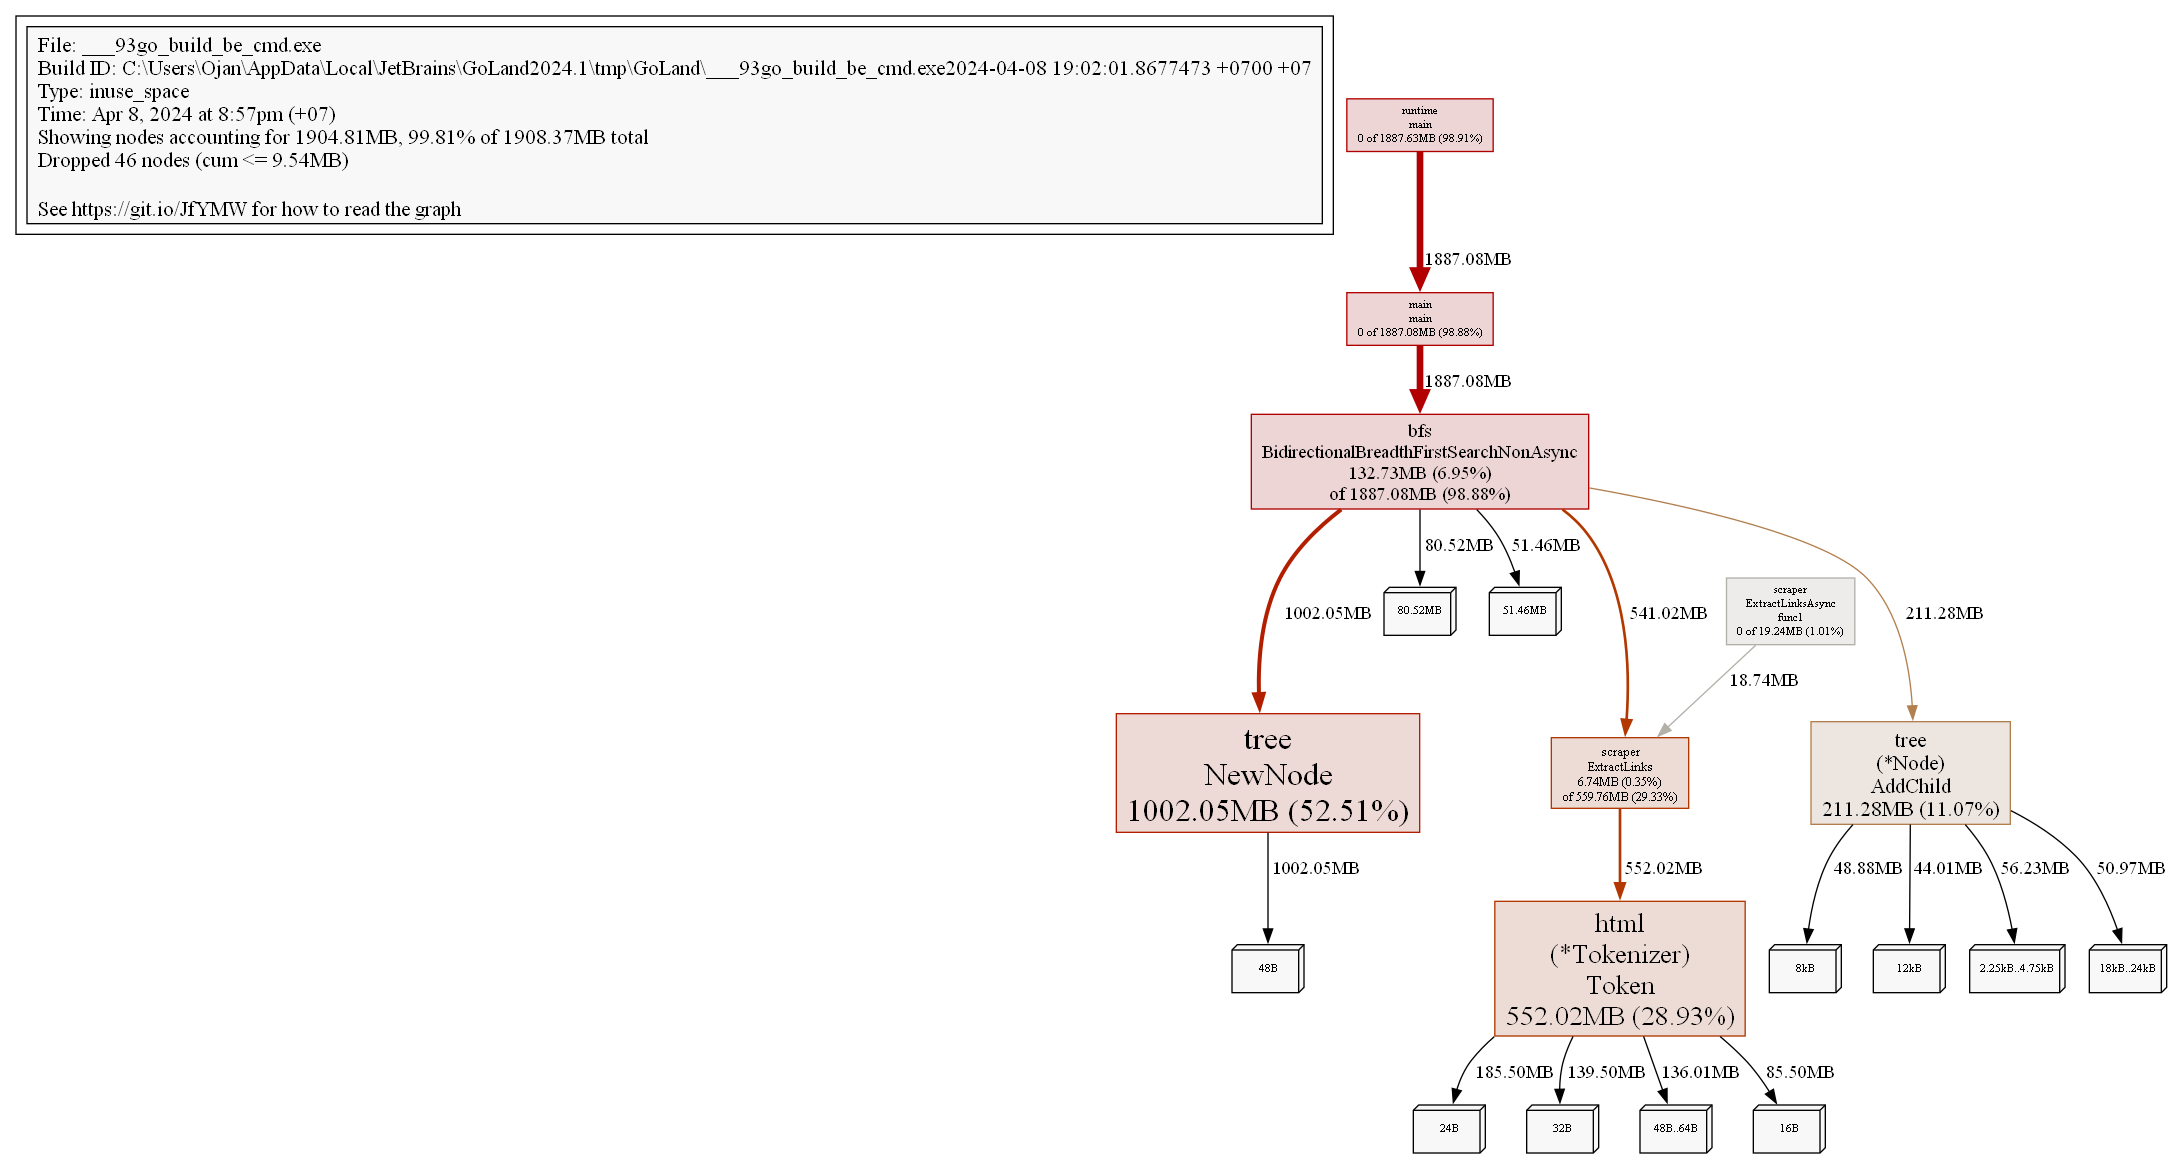 File: ___93go_build_be_cmd.exe
Build ID: C:\Users\Ojan\AppData\Local\JetBrains\GoLand2024.1\tmp\GoLand\___93go_build_be_cmd.exe2024-04-08 19:02:01.8677473 +0700 +07
Type: inuse_space
Time: Apr 8, 2024 at 8:57pm (+07)
Showing nodes accounting for 1904.81MB, 99.81% of 1908.37MB total
Dropped 46 nodes (cum <= 9.54MB)
See https://git.io/JfYMW for how to read the graph
runtime
main
0 of 1887.63MB (98.91%)
1887.08MB
main
main
0 of 1887.08MB (98.88%)
1887.08MB
bfs
BidirectionalBreadthFirstSearchNonAsync
132.73MB (6.95%)
of 1887.08MB (98.88%)
1002.05MB
80.52MB
51.46MB
541.02MB
211.28MB
80.52MB
51.46MB
scraper
ExtractLinksAsync
func1
0 of 19.24MB (1.01%)
18.74MB
tree
NewNode
1002.05MB (52.51%)
scraper
ExtractLinks
6.74MB (0.35%)
of 559.76MB (29.33%)
tree
(*Node)
AddChild
211.28MB (11.07%)
1002.05MB
552.02MB
48.88MB
44.01MB
56.23MB
50.97MB
48B
html
(*Tokenizer)
Token
552.02MB (28.93%)
8kB
12kB
2.25kB..4.75kB
18kB..24kB
185.50MB
139.50MB
136.01MB
85.50MB
24B
32B
48B..64B
16B